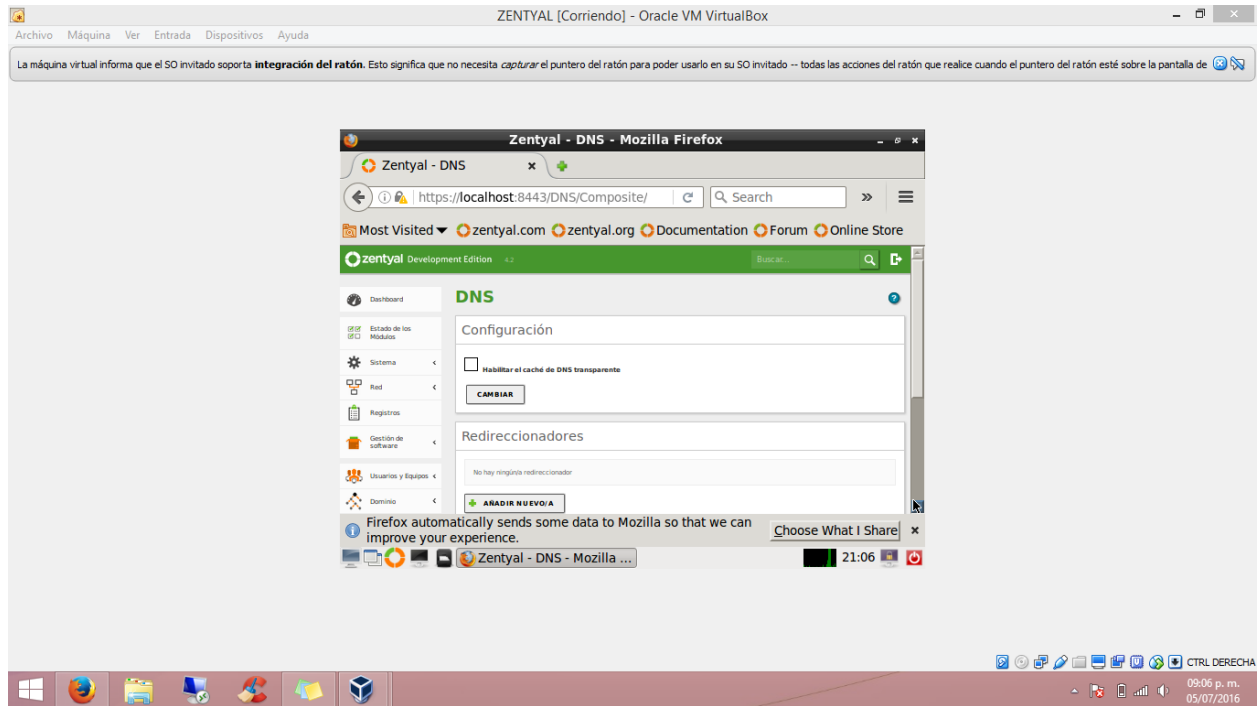 ZENTYAL [Corriendo] - Oracle VM VirtualBox
Archivo Máquina Ver Entrada Dispositivos Ayuda
La máquina virtual informa que el SO invitado soporta integración del ratón. Esto significa que no necesita capturar el puntero del ratón para poder usarlo en su SO invitado -- todas las acciones del ratón que realice cuando el puntero del ratón esté sobre la pantalla de
Zentyal - DNS - Mozilla Firefox
Zentyal - DNS
https://localhost:8443/DNS/Composite/
Search
Most Visited zentyal.com zentyal.org Documentation Forum Online Store
zentyal Development Edition 4.2
Buscar...
Dashboard
Estado de los
Módulos
Sistema
Red
Registros
Gestión de
software
Usuarios y Equipos
Dominio
DNS
Configuración
Habilitar el caché de DNS transparente
CAMBIAR
Redireccionadores
No hay ningún/a redireccionador
AÑADIR NUEVO/A
Firefox automatically sends some data to Mozilla so that we can
improve your experience.
Choose What I Share
Zentyal - DNS - Mozilla ...
21:06
CTRL DERECHA
09:06 p. m.
05/07/2016